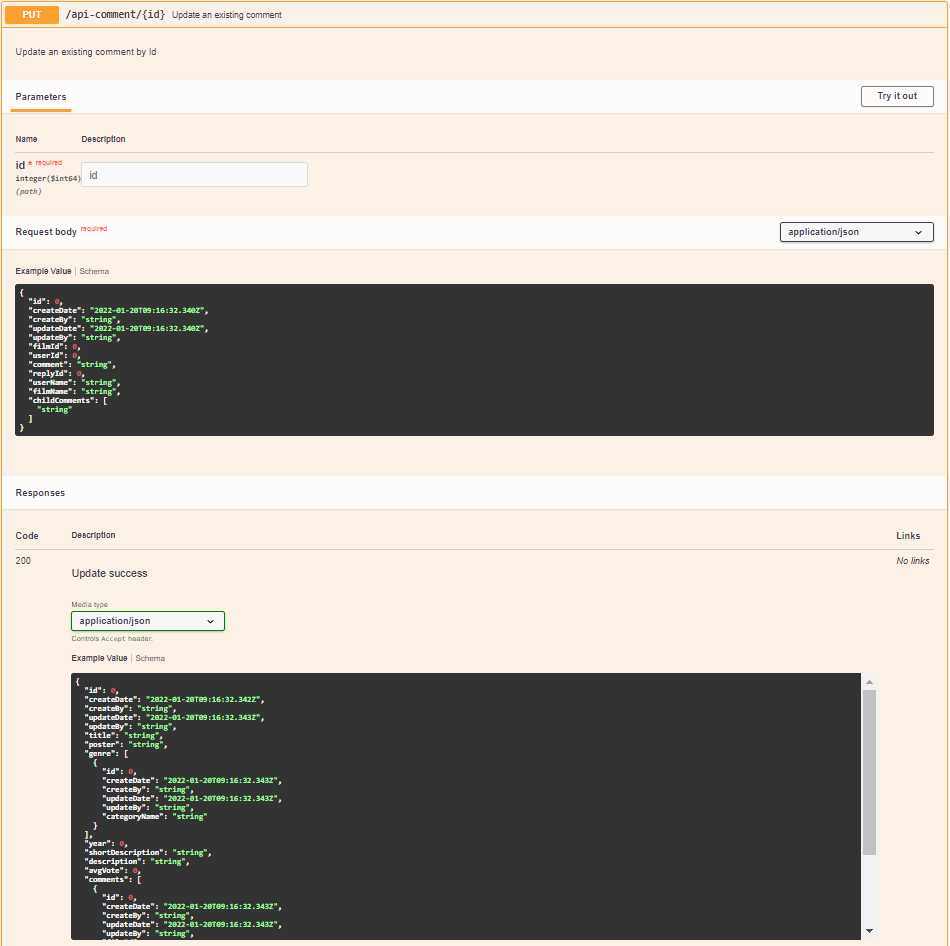 PUT /api-comment/{id} Update an existing comment
Update an existing comment by Id
Parameters
Try it out
Name Description
id * required
integer($int64)
(path)
id
Request body required
application/json
Example Value | Schema
{
"id": 0,
"createDate": "2022-01-20T09:16:32.340Z",
"createBy": "string",
"updateDate": "2022-01-20T09:16:32.340Z",
"updateBy": "string",
"filmId": 0,
"userId": 0,
"comment": "string",
"replyId": 0,
"userName": "string",
"filmName": "string",
"childComments": [
"string"
]
}
Responses
Code Description Links
200 Update success No links
Media type
application/json
Controls Accept header.
Example Value | Schema
{
"id": 0,
"createDate": "2022-01-20T09:16:32.342Z",
"createBy": "string",
"updateDate": "2022-01-20T09:16:32.343Z",
"updateBy": "string",
"title": "string",
"poster": "string",
"genre": [
{
"id": 0,
"createDate": "2022-01-20T09:16:32.343Z",
"createBy": "string",
"updateDate": "2022-01-20T09:16:32.343Z",
"updateBy": "string",
"categoryName": "string"
}
],
"year": 0,
"shortDescription": "string",
"description": "string",
"avgVote": 0,
"comments": [
{
"id": 0,
"createDate": "2022-01-20T09:16:32.343Z",
"createBy": "string",
"updateDate": "2022-01-20T09:16:32.343Z",
"updateBy": "string",